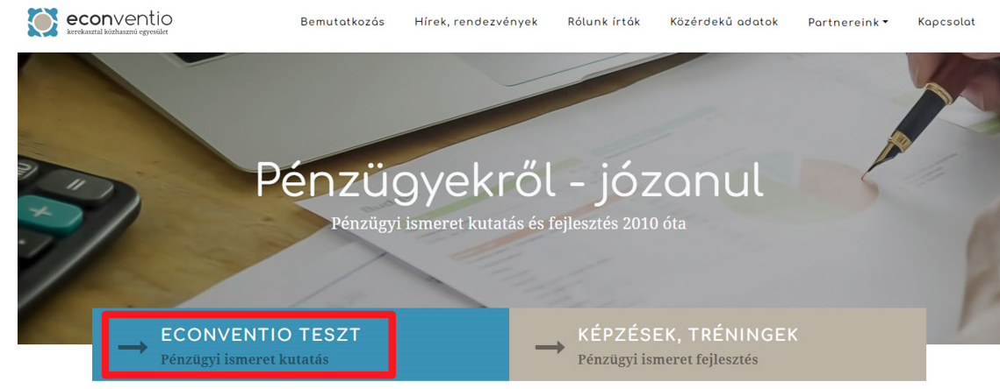 econventio
kerekasztal közhasznú egyesület
Bemutatkozás Hírek, rendezvények Rólunk írták Közérdekű adatok Partnereink Kapcsolat
Pénzügyekről - józanul
Pénzügyi ismeret kutatás és fejlesztés 2010 óta
ECONVENTIO TESZT
Pénzügyi ismeret kutatás
KÉPZÉSEK, TRÉNINGEK
Pénzügyi ismeret fejlesztés